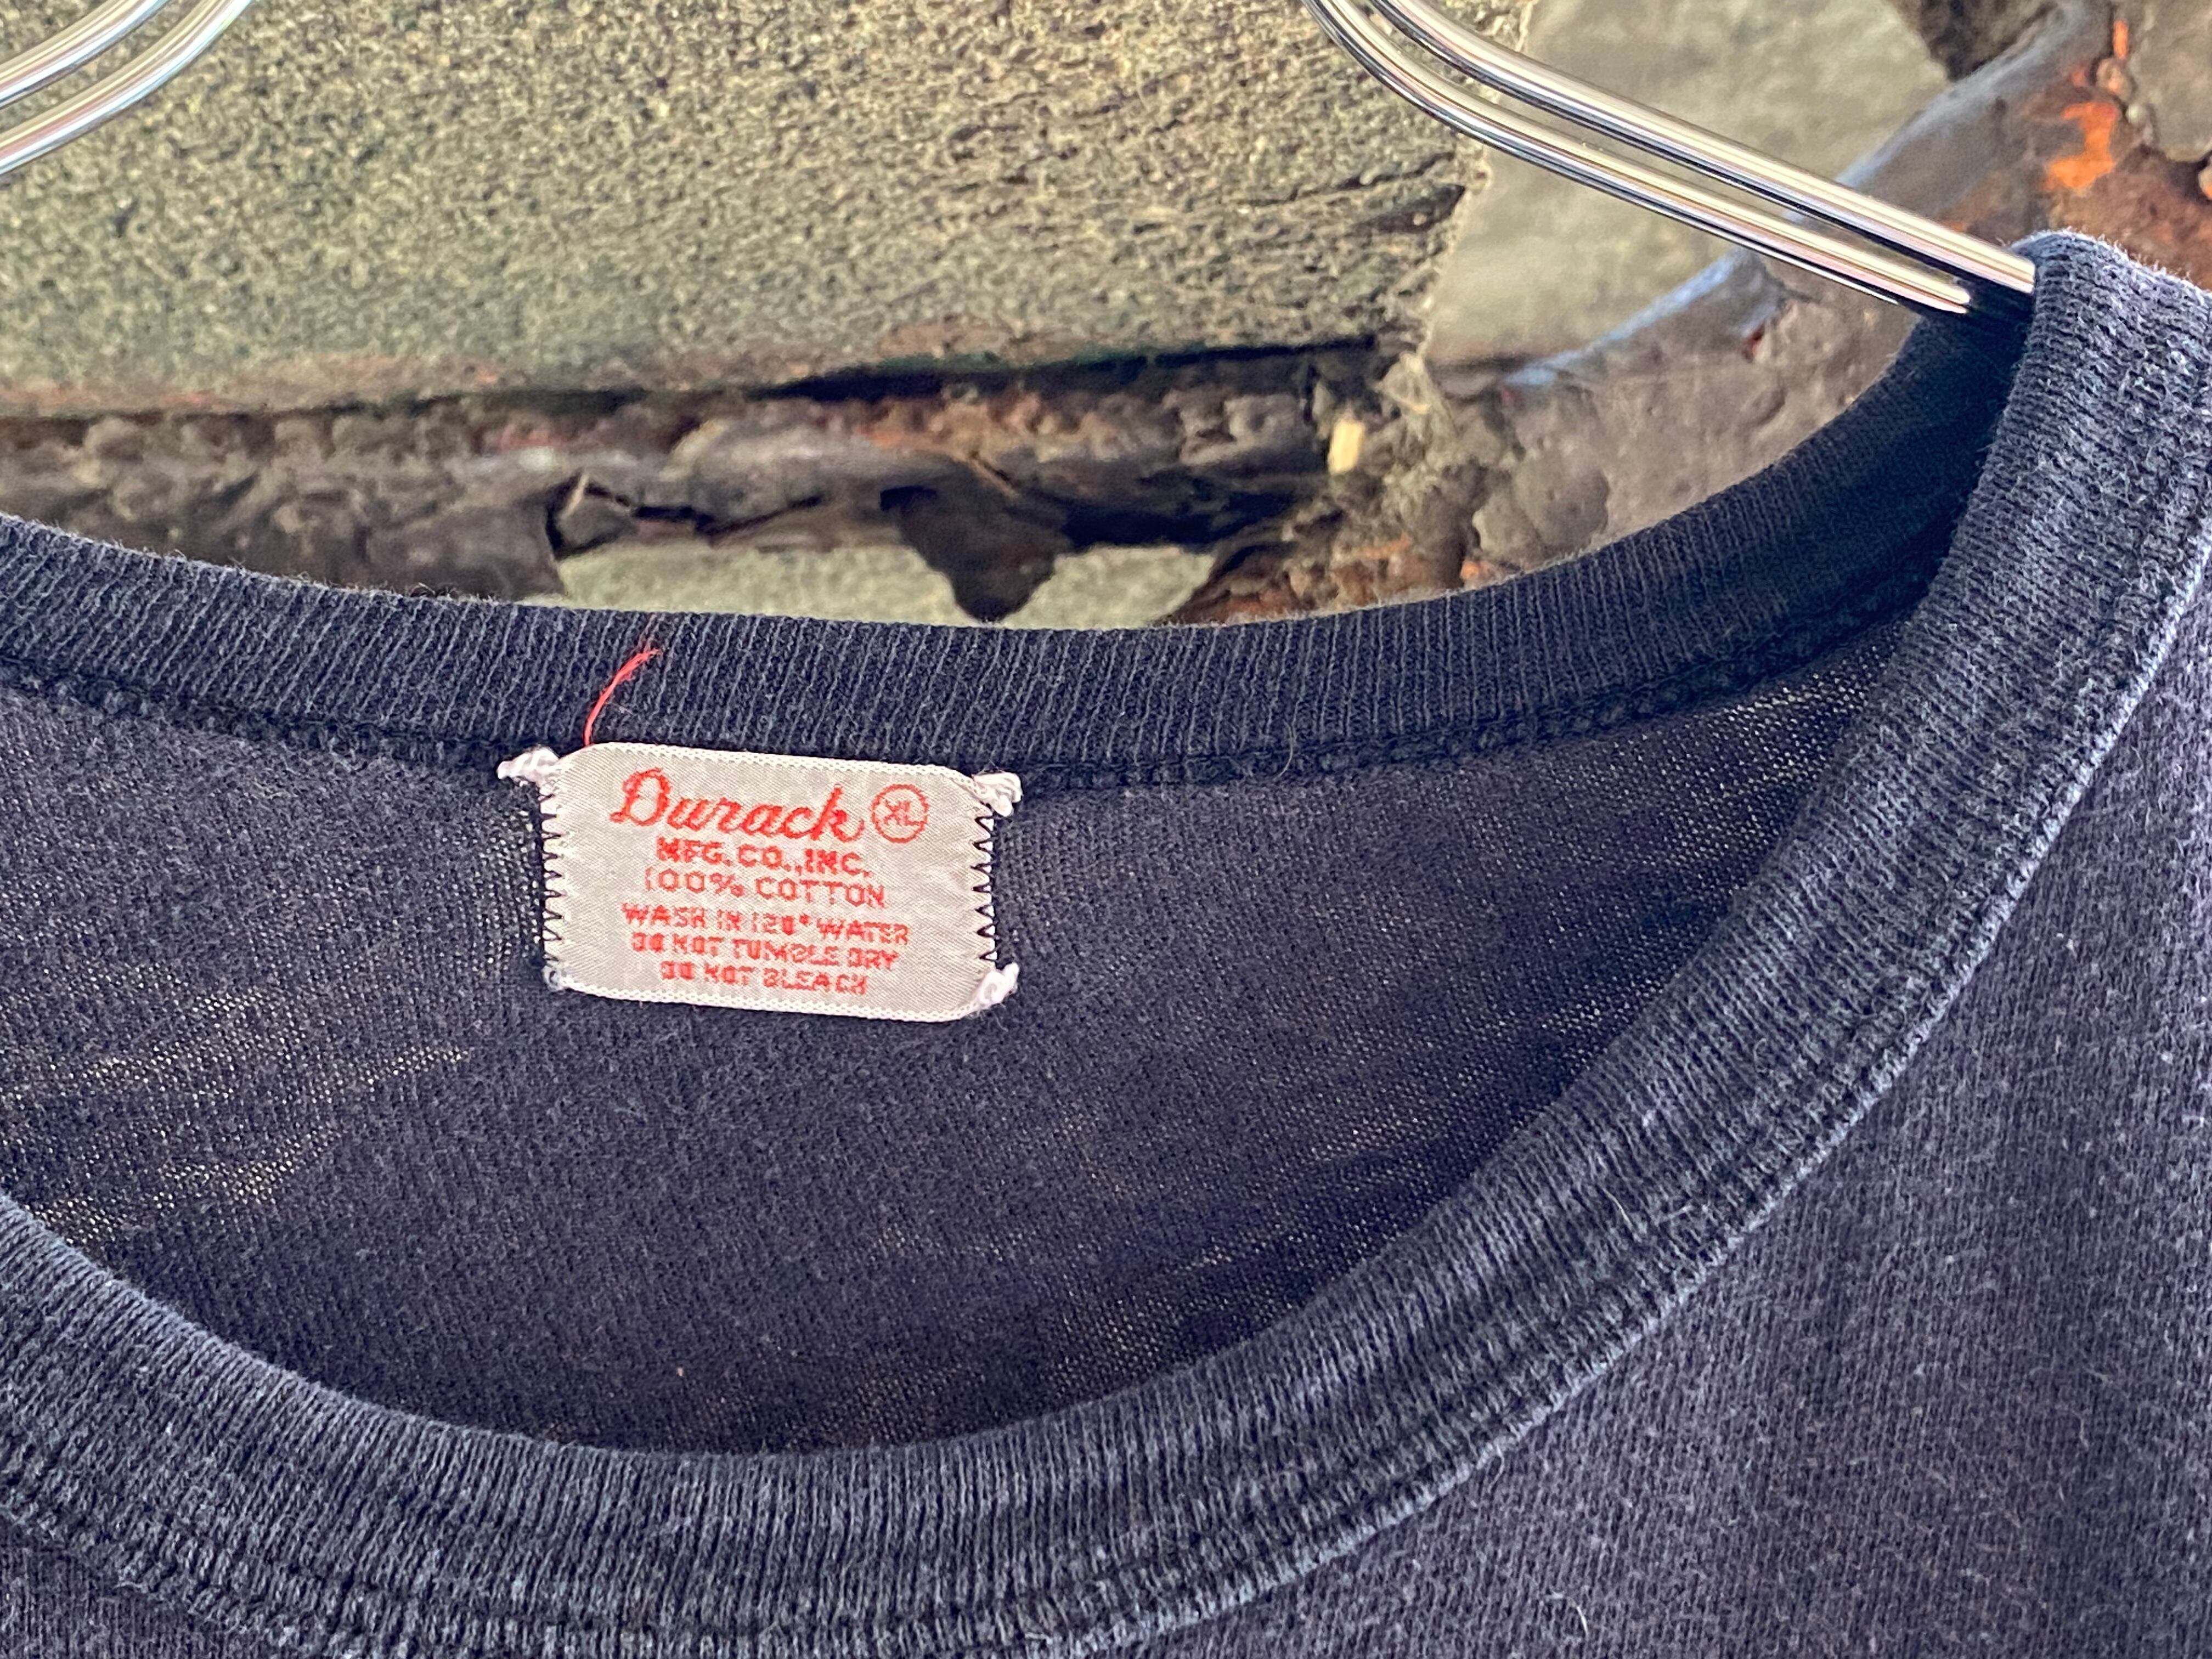 Durack XL
MFG. CO., INC.
100% COTTON
WASH IN 120° WATER
DO NOT TUMBLE DRY
DO NOT BLEACH